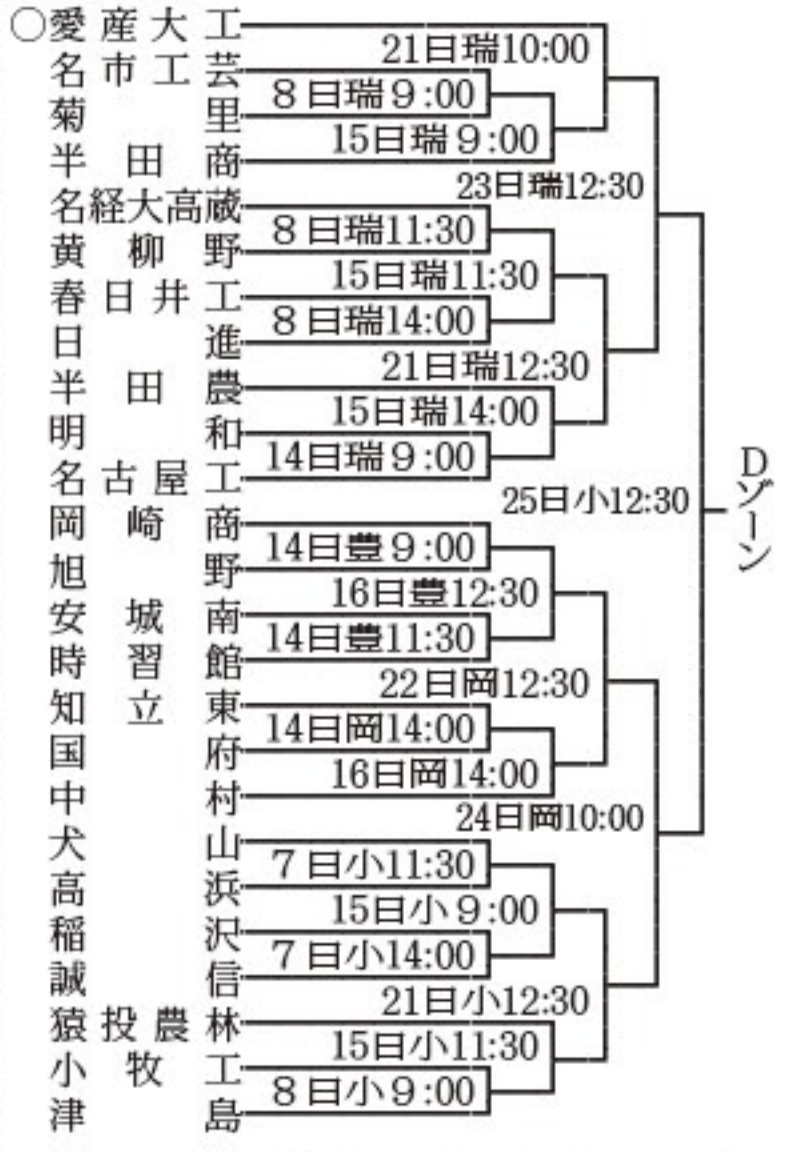 ○愛産大工
21日瑞10:00
名市工芸
8日瑞9:00
菊里
15日瑞9:00
半田商
23日瑞12:30
名経大高蔵
8日瑞11:30
黄柳野
15日瑞11:30
春日井工
8日瑞14:00
日進
21日瑞12:30
半田農
15日瑞14:00
明和
14日瑞9:00
名古屋工
25日小12:30
Dゾーン
岡崎商
14日豊9:00
旭野
16日豊12:30
安城南
14日豊11:30
時習館
22日岡12:30
知立東
14日岡14:00
国府
16日岡14:00
中村
24日岡10:00
犬山
7日小11:30
高浜
15日小9:00
稲沢
7日小14:00
誠信
21日小12:30
猿投農林
15日小11:30
小牧工
8日小9:00
津島